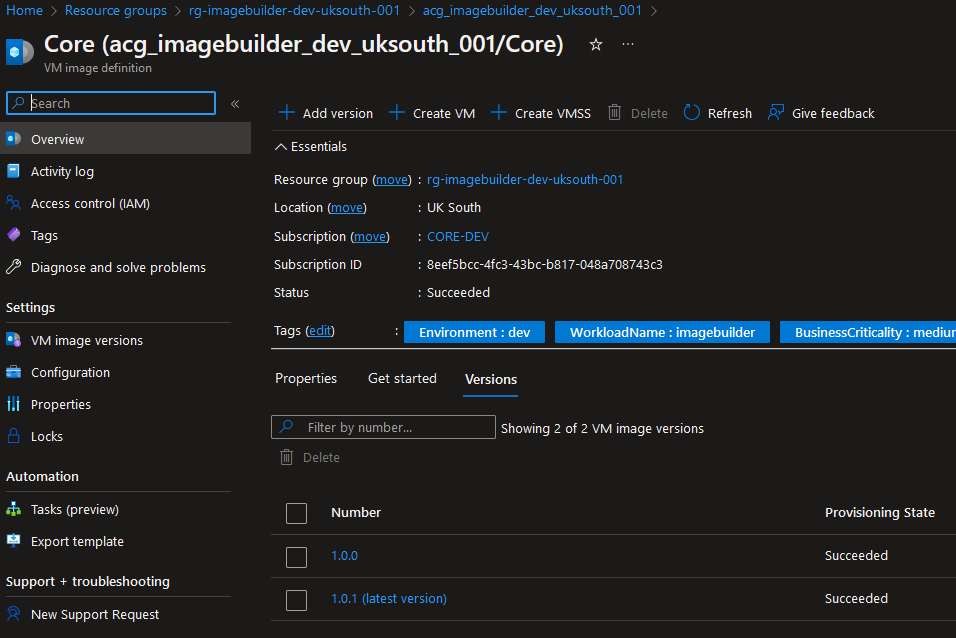 Home > Resource groups > rg-imagebuilder-dev-uksouth-001 > acg_imagebuilder_dev_uksouth_001 >
Core (acg_imagebuilder_dev_uksouth_001/Core)
VM image definition
Search
Overview
Activity log
Access control (IAM)
Tags
Diagnose and solve problems
Settings
VM image versions
Configuration
Properties
Locks
Automation
Tasks (preview)
Export template
Support + troubleshooting
New Support Request
Add version Create VM Create VMSS Delete Refresh Give feedback
Essentials
Resource group (move) : rg-imagebuilder-dev-uksouth-001
Location (move) : UK South
Subscription (move) : CORE-DEV
Subscription ID : 8eef5bcc-4fc3-43bc-b817-048a708743c3
Status : Succeeded
Tags (edit) : Environment : dev WorkloadName : imagebuilder BusinessCriticality : medium
Properties Get started Versions
Filter by number... Showing 2 of 2 VM image versions
Delete
Number Provisioning State
1.0.0 Succeeded
1.0.1 (latest version) Succeeded